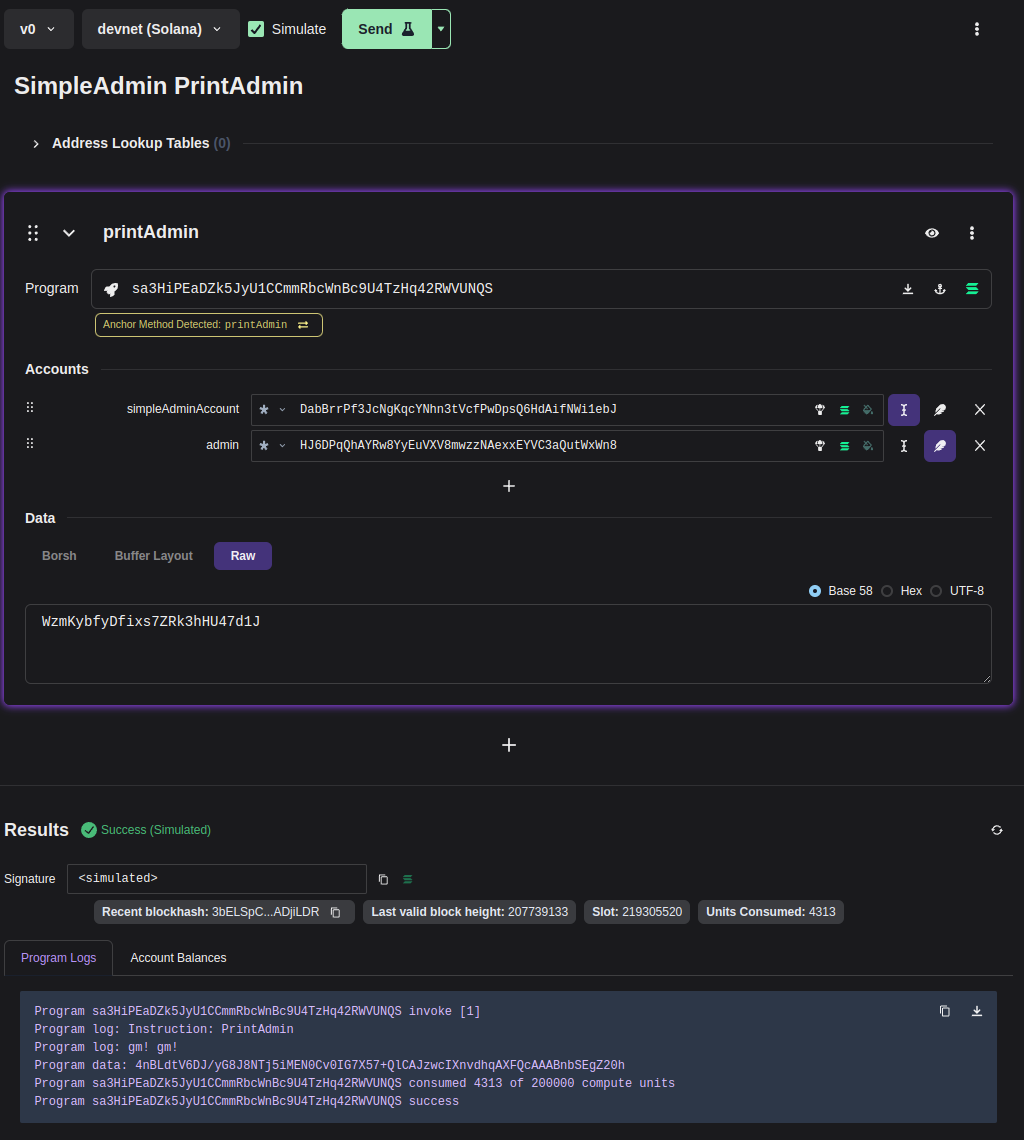 v0
devnet (Solana)
Simulate
Send
SimpleAdmin PrintAdmin
Address Lookup Tables (0)
printAdmin
Program
sa3HiPEaDZk5JyU1CCmmRbcWnBc9U4TzHq42RWVUNQS
Anchor Method Detected: printAdmin
Accounts
simpleAdminAccount DabBrrPf3JcNgKqcYNhn3tVcfPwDpsQ6HdAifNWi1ebJ
admin HJ6DPqQhAYRw8YyEuVXV8mwzzNAexxEYVC3aQutWxWn8
Data
Borsh Buffer Layout Raw
Base 58 Hex UTF-8
WzmKybfyDfixs7ZRk3hHU47d1J
Results Success (Simulated)
Signature <simulated>
Recent blockhash: 3bELSpC...ADjiLDR Last valid block height: 207739133 Slot: 219305520 Units Consumed: 4313
Program Logs Account Balances
Program sa3HiPEaDZk5JyU1CCmmRbcWnBc9U4TzHq42RWVUNQS invoke [1]
Program log: Instruction: PrintAdmin
Program log: gm! gm!
Program data: 4nBLdtV6DJ/yG8J8NTj5iMEN0Cv0IG7X57+QlCAJzwcIXnvdhqAXFQcAAABnbSEgZ20h
Program sa3HiPEaDZk5JyU1CCmmRbcWnBc9U4TzHq42RWVUNQS consumed 4313 of 200000 compute units
Program sa3HiPEaDZk5JyU1CCmmRbcWnBc9U4TzHq42RWVUNQS success